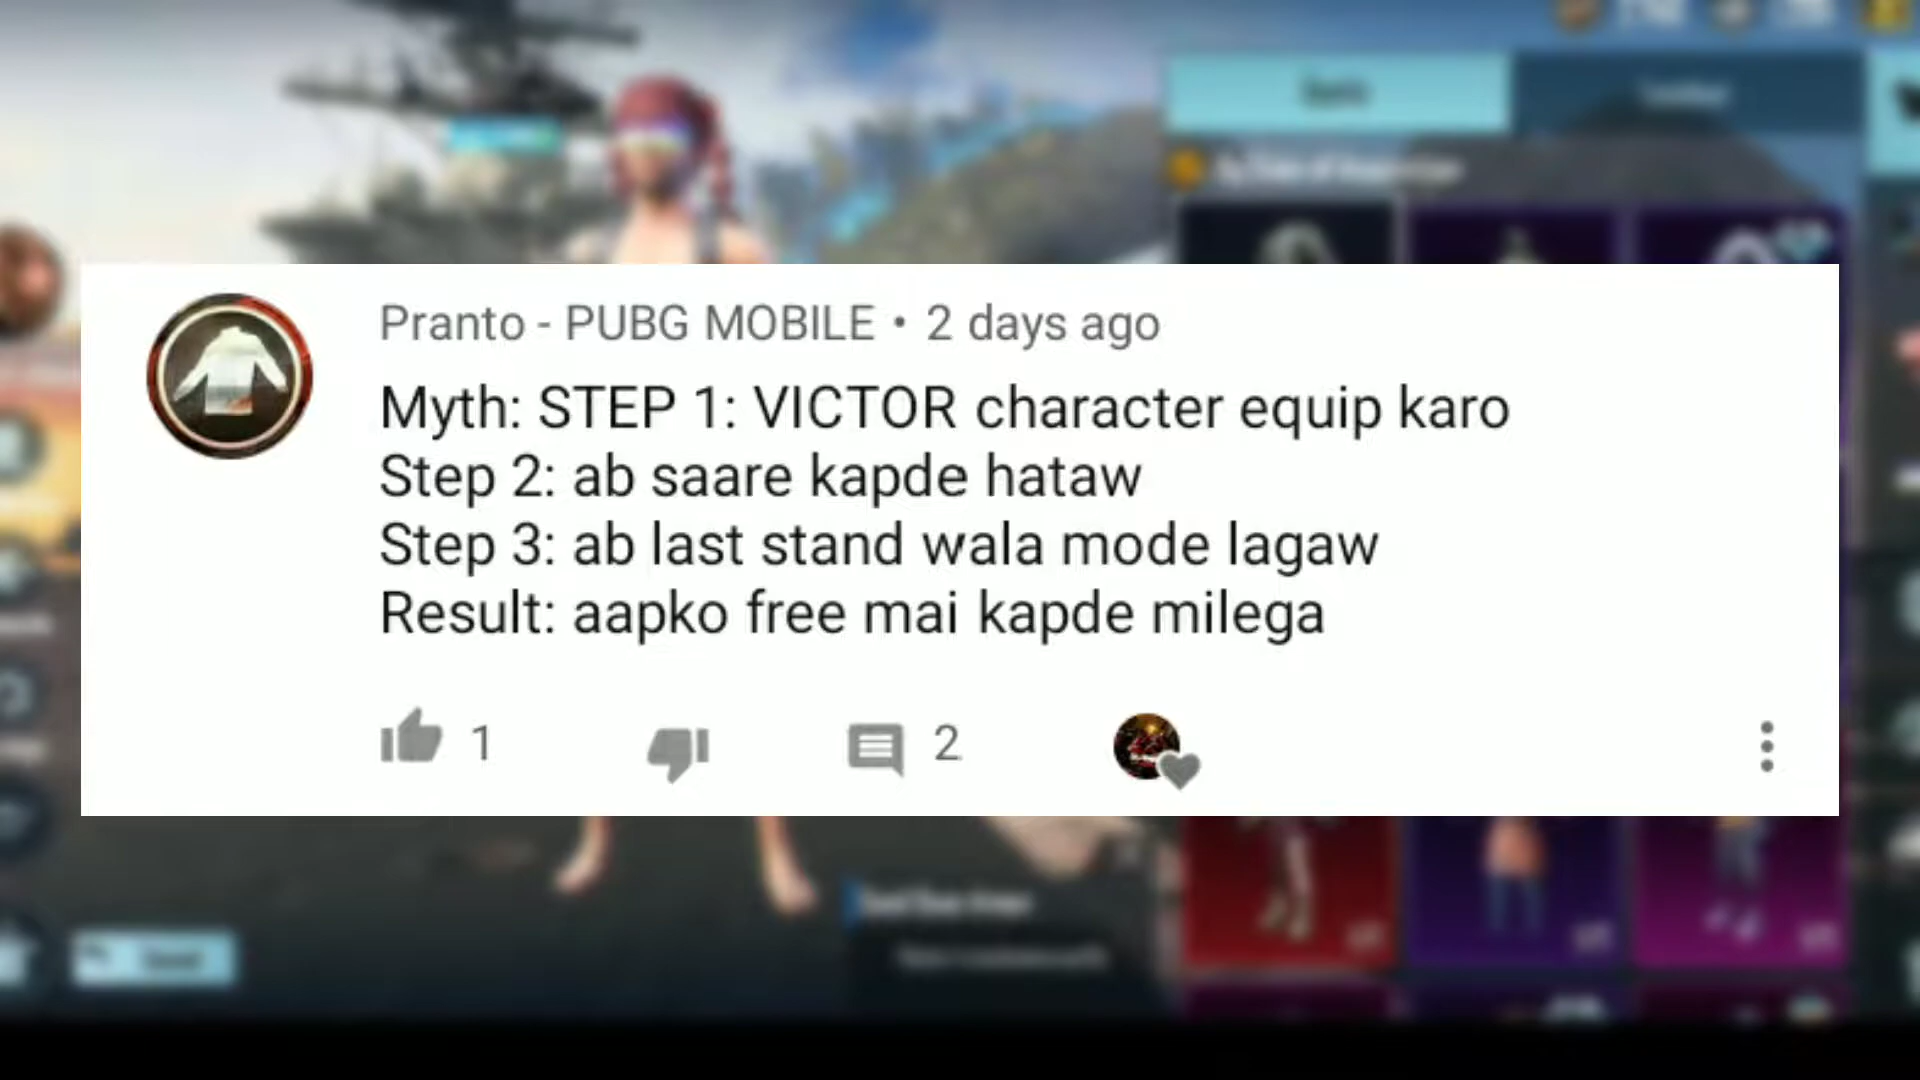 Pranto - PUBG MOBILE • 2 days ago
Myth: STEP 1: VICTOR character equip karo
Step 2: ab saare kapde hataw
Step 3: ab last stand wala mode lagaw
Result: aapko free mai kapde milega
1
2